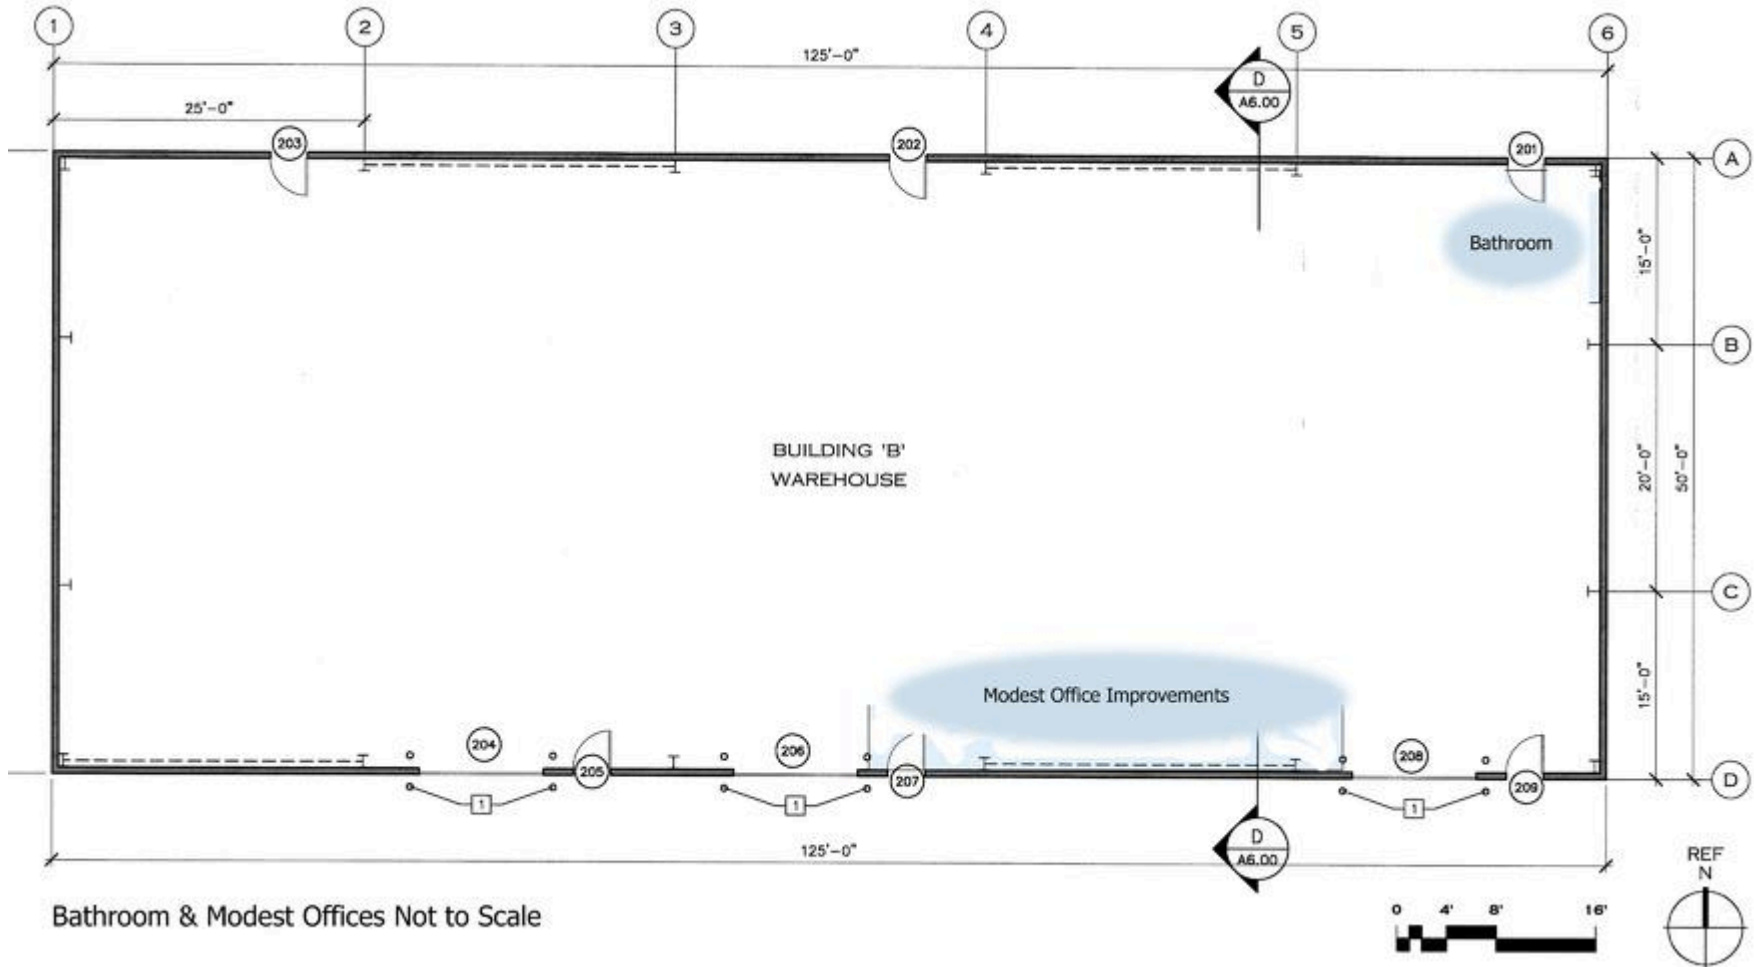 1
2
3
4
5
6
125'-0"
25'-0"
D
A6.00
203
202
201
A
Bathroom
15'-0"
B
BUILDING 'B'
WAREHOUSE
20'-0"
50'-0"
C
Modest Office Improvements
15'-0"
204
205
206
207
208
209
D
1
1
1
125'-0"
D
A6.00
REF
N
Bathroom & Modest Offices Not to Scale
0 4' 8' 16'